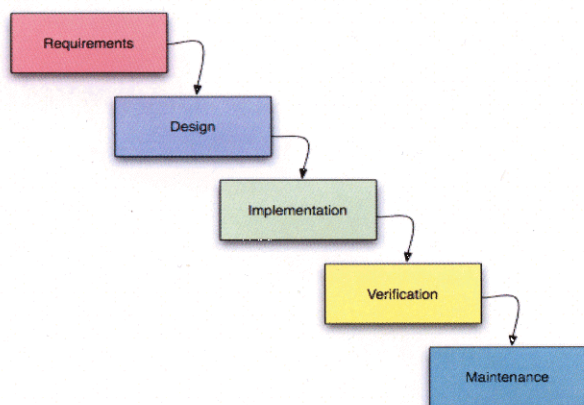 Requirements
Design
Implementation
Verification
Maintenance